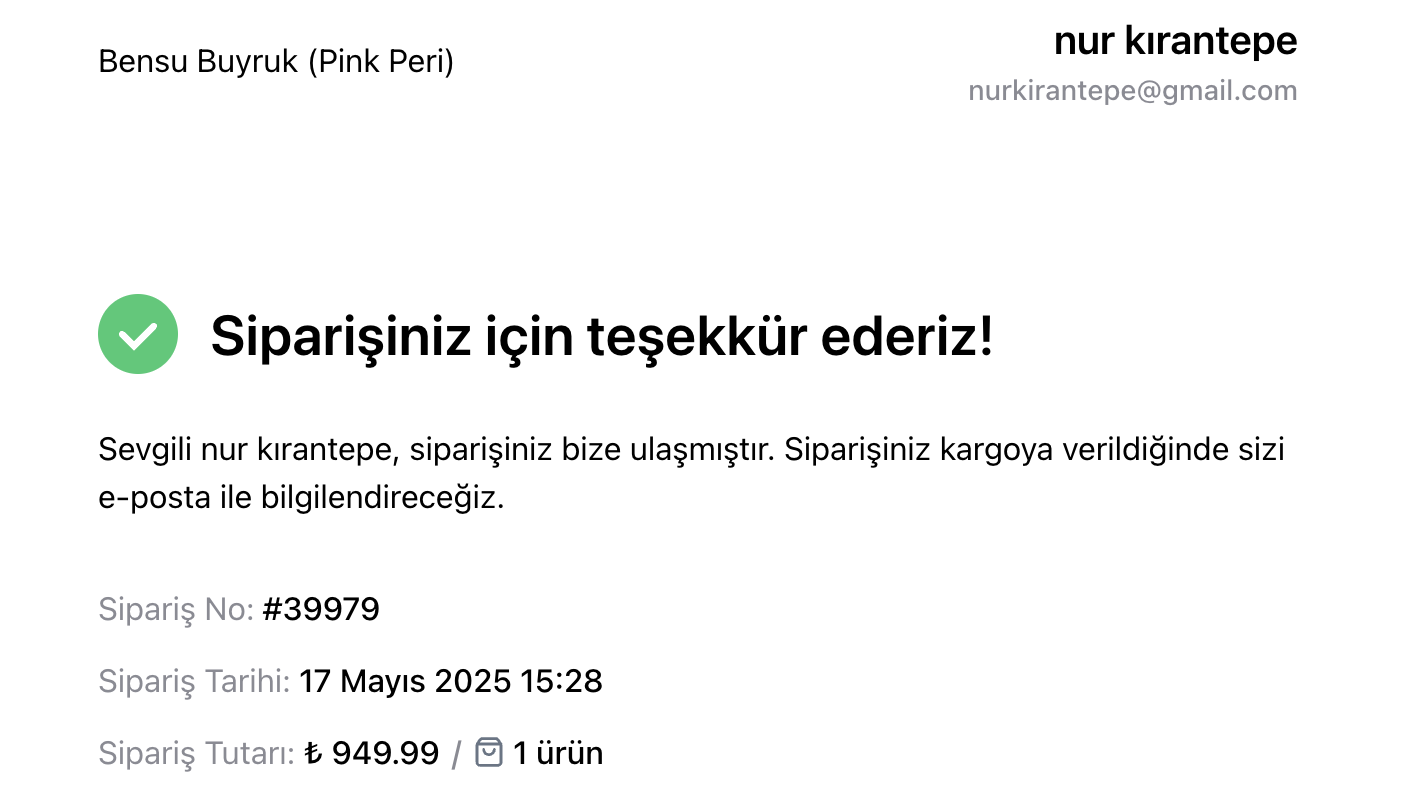 Bensu Buyruk (Pink Peri)
nur kırantepe
nurkirantepe@gmail.com
Siparişiniz için teşekkür ederiz!
Sevgili nur kırantepe, siparişiniz bize ulaşmıştır. Siparişiniz kargoya verildiğinde sizi
e-posta ile bilgilendireceğiz.
Sipariş No: #39979
Sipariş Tarihi: 17 Mayıs 2025 15:28
Sipariş Tutarı: ₺ 949.99 / 1 ürün